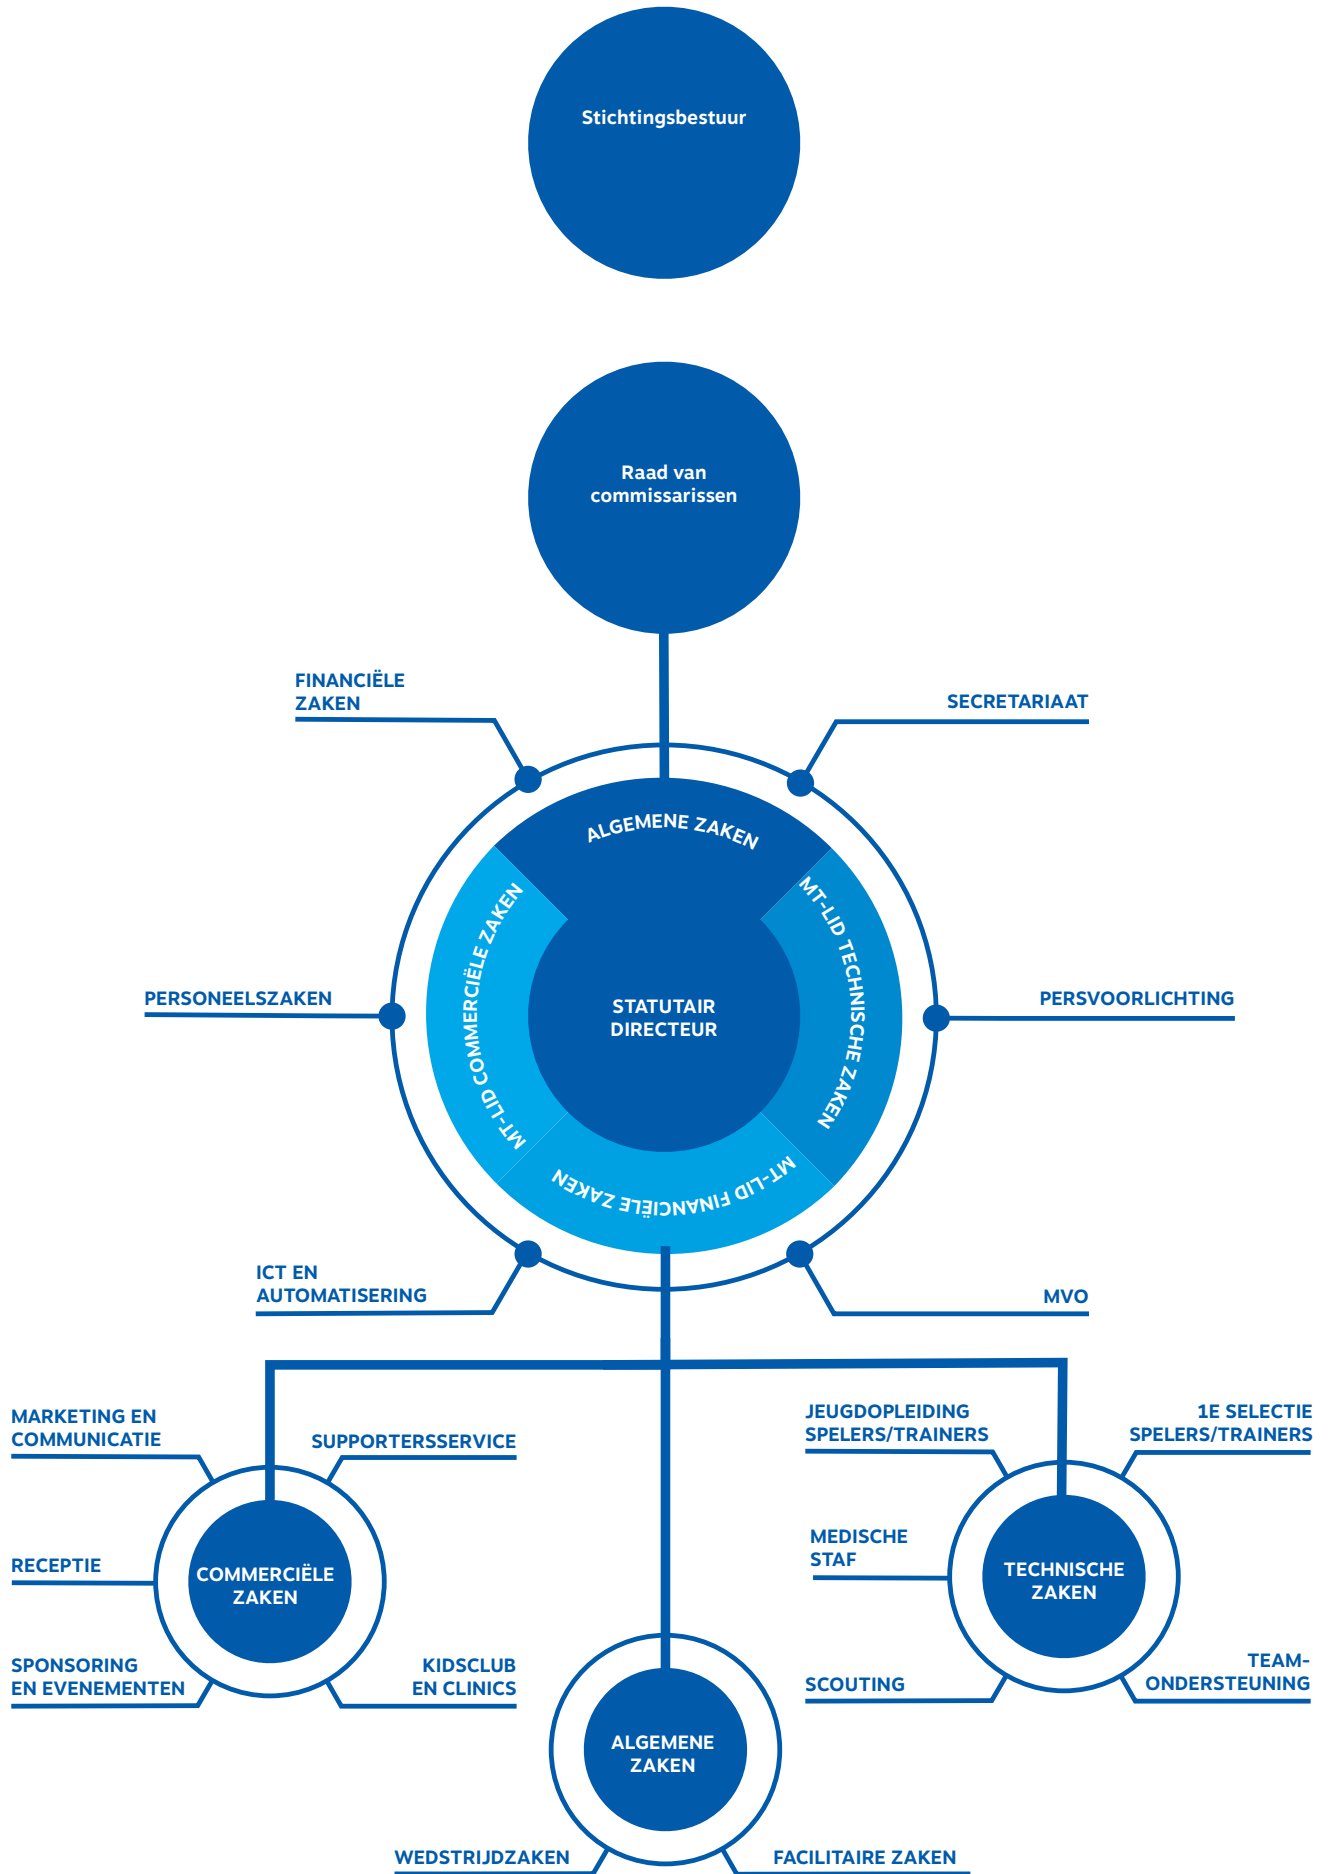 Stichtingsbestuur
Raad van
commissarissen
FINANCIËLE
ZAKEN
SECRETARIAAT
ALGEMENE ZAKEN
MT-LID COMMERCIËLE ZAKEN
MT-LID TECHNISCHE ZAKEN
PERSONEELSZAKEN
STATUTAIR
DIRECTEUR
PERSVOORLICHTING
MT-LID FINANCIËLE ZAKEN
ICT EN
AUTOMATISERING
MVO
MARKETING EN
COMMUNICATIE
SUPPORTERSSERVICE
JEUGDOPLEIDING
SPELERS/TRAINERS
1E SELECTIE
SPELERS/TRAINERS
RECEPTIE
COMMERCIËLE
ZAKEN
MEDISCHE
STAF
TECHNISCHE
ZAKEN
SPONSORING
EN EVENEMENTEN
KIDSCLUB
EN CLINICS
SCOUTING
TEAM-
ONDERSTEUNING
ALGEMENE
ZAKEN
WEDSTRIJDZAKEN
FACILITAIRE ZAKEN